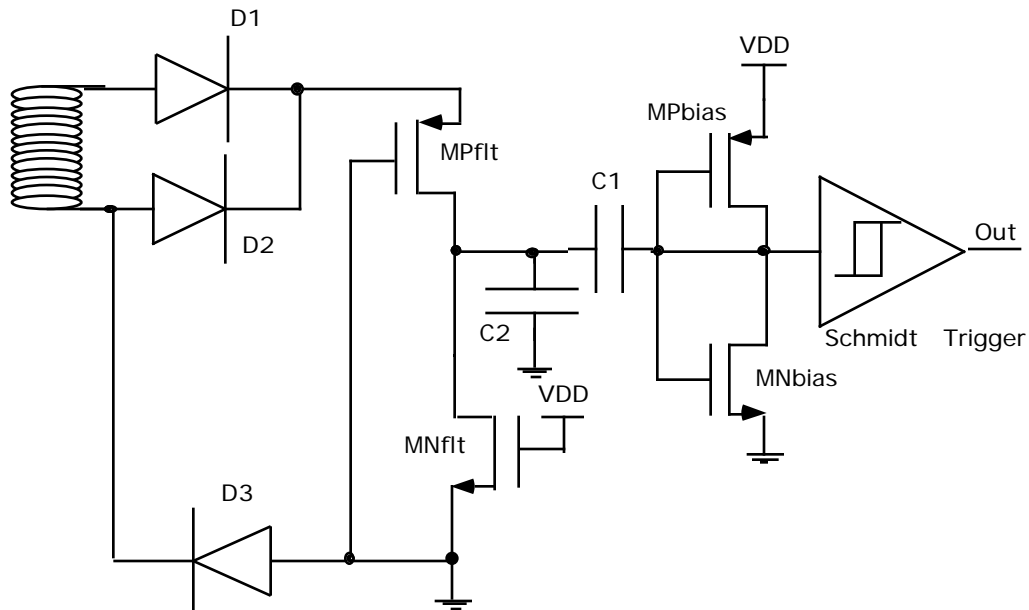 D1
VDD
MPbias
MPflt
C1
D2
Out
C2
Schmidt Trigger
MNbias
VDD
MNflt
D3